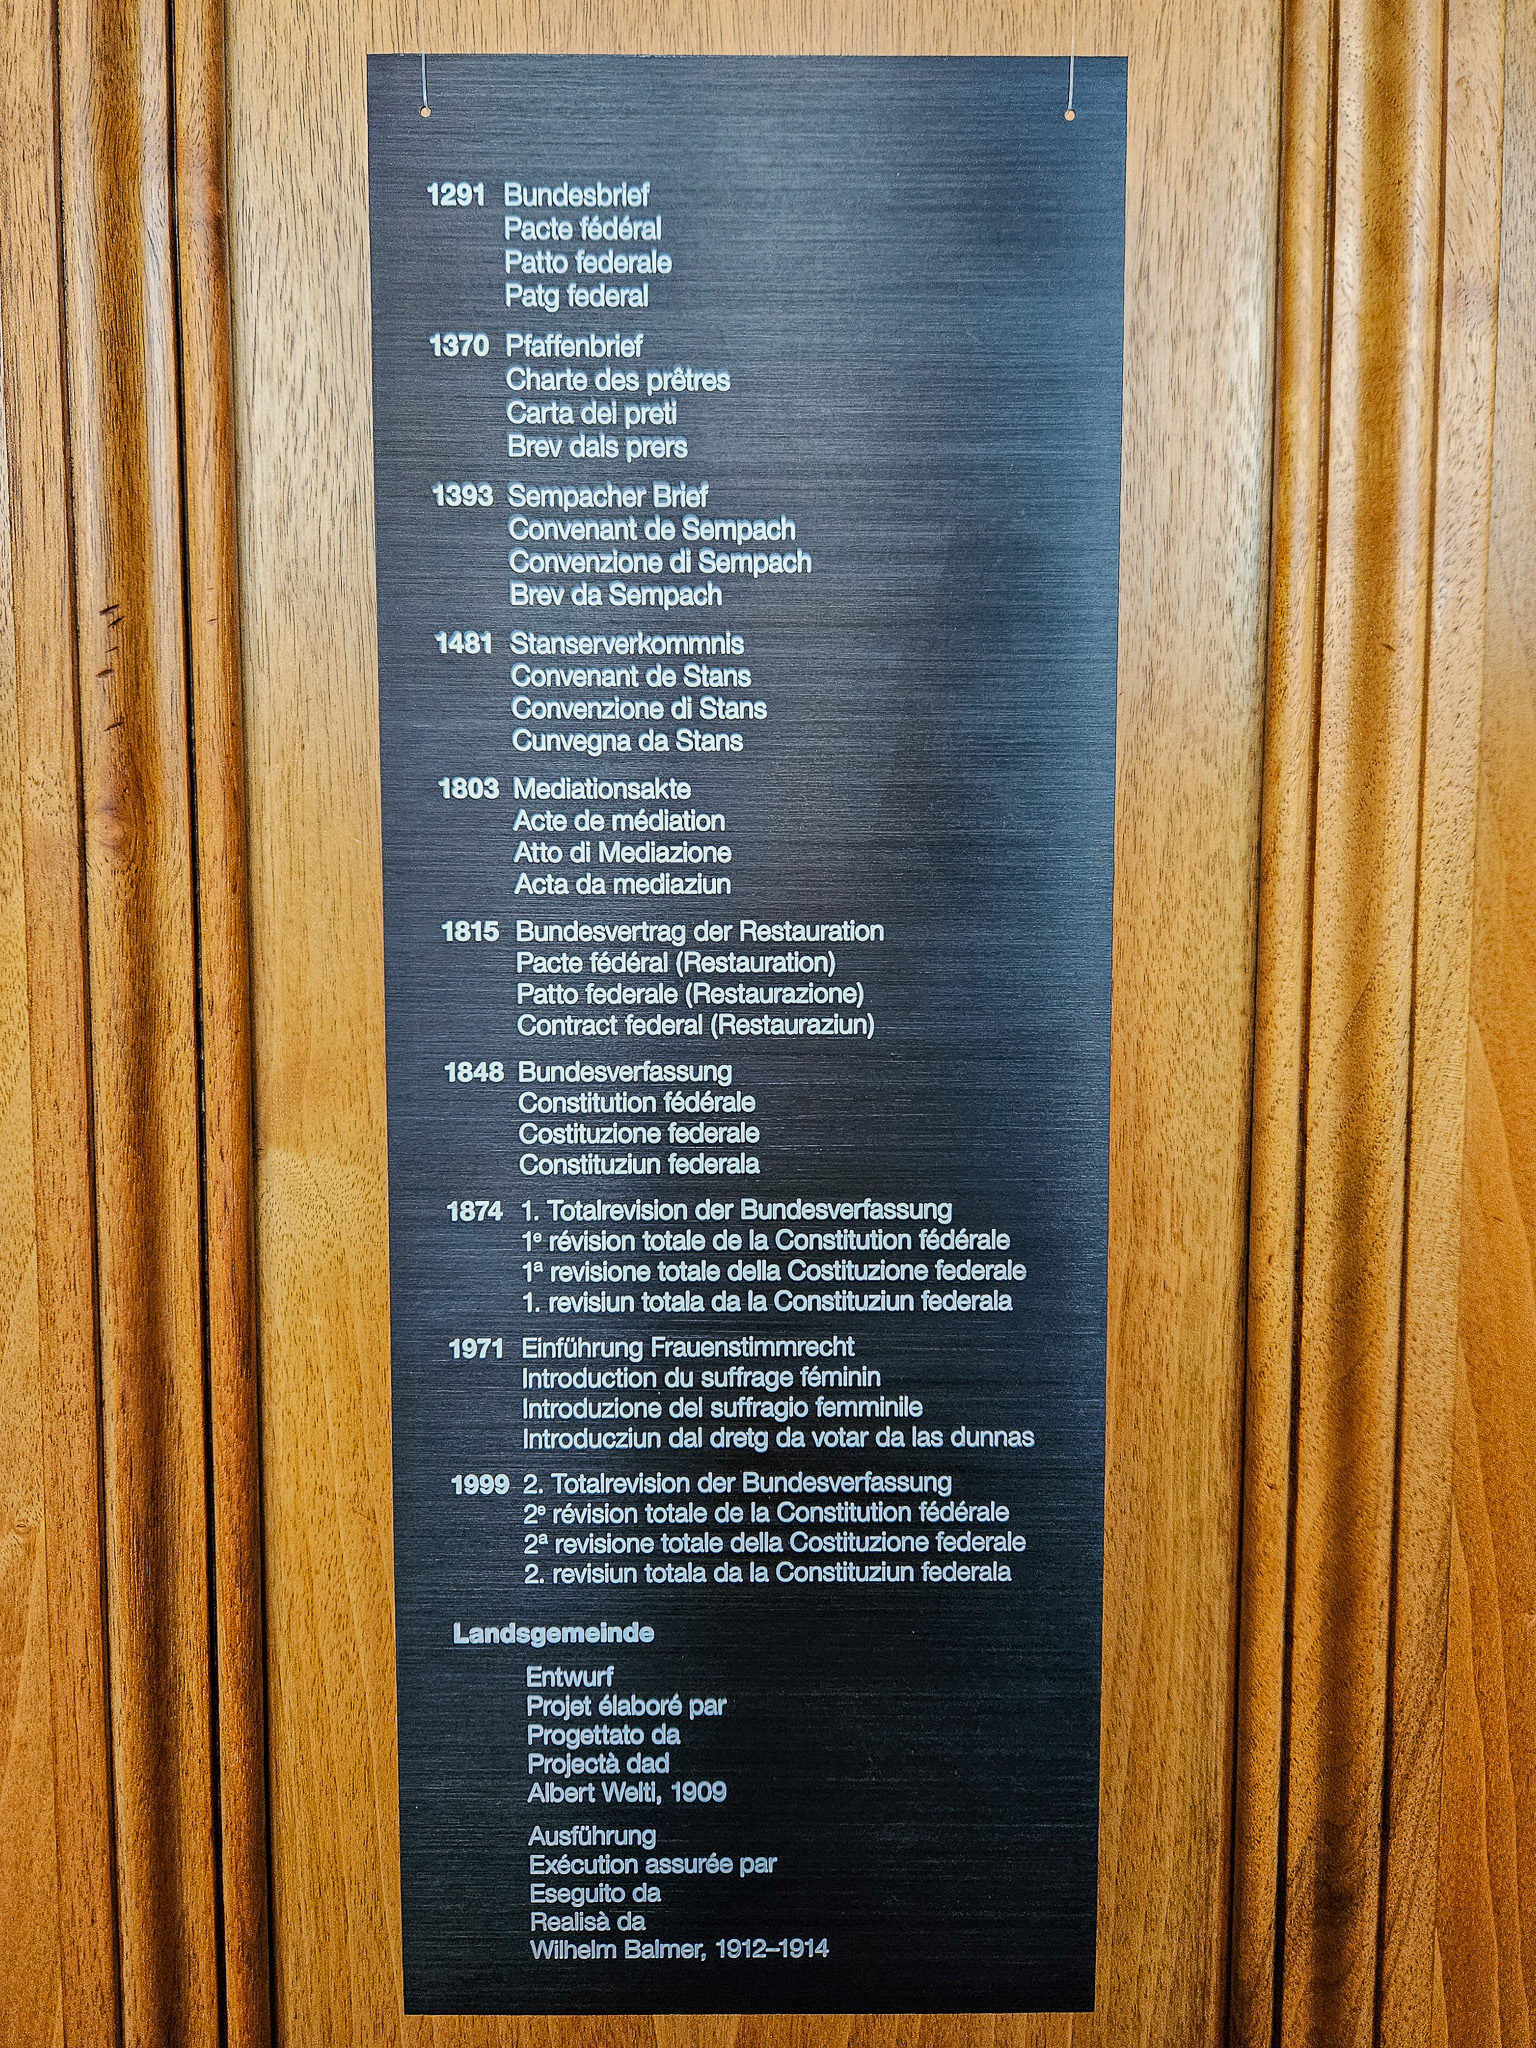 1291 Bundesbrief
Pacte fédéral
Patto federale
Patg federal
1370 Pfaffenbrief
Charte des prêtres
Carta dei preti
Brev dals prers
1393 Sempacher Brief
Convenant de Sempach
Convenzione di Sempach
Brev da Sempach
1481 Stanserverkommnis
Convenant de Stans
Convenzione di Stans
Cunvegna da Stans
1803 Mediationsakte
Acte de médiation
Atto di Mediazione
Acta da mediaziun
1815 Bundesvertrag der Restauration
Pacte fédéral (Restauration)
Patto federale (Restaurazione)
Contract federal (Restauraziun)
1848 Bundesverfassung
Constitution fédérale
Costituzione federale
Constituziun federala
1874 1. Totalrevision der Bundesverfassung
1ᵉ révision totale de la Constitution fédérale
1ª revisione totale della Costituzione federale
1. revisiun totala da la Constituziun federala
1971 Einführung Frauenstimmrecht
Introduction du suffrage féminin
Introduzione del suffragio femminile
Introducziun dal dretg da votar da las dunnas
1999 2. Totalrevision der Bundesverfassung
2ᵉ révision totale de la Constitution fédérale
2ª revisione totale della Costituzione federale
2. revisiun totala da la Constituziun federala
Landsgemeinde
Entwurf
Projet élaboré par
Progettato da
Projectà dad
Albert Welti, 1909
Ausführung
Exécution assurée par
Eseguito da
Realisà da
Wilhelm Balmer, 1912–1914